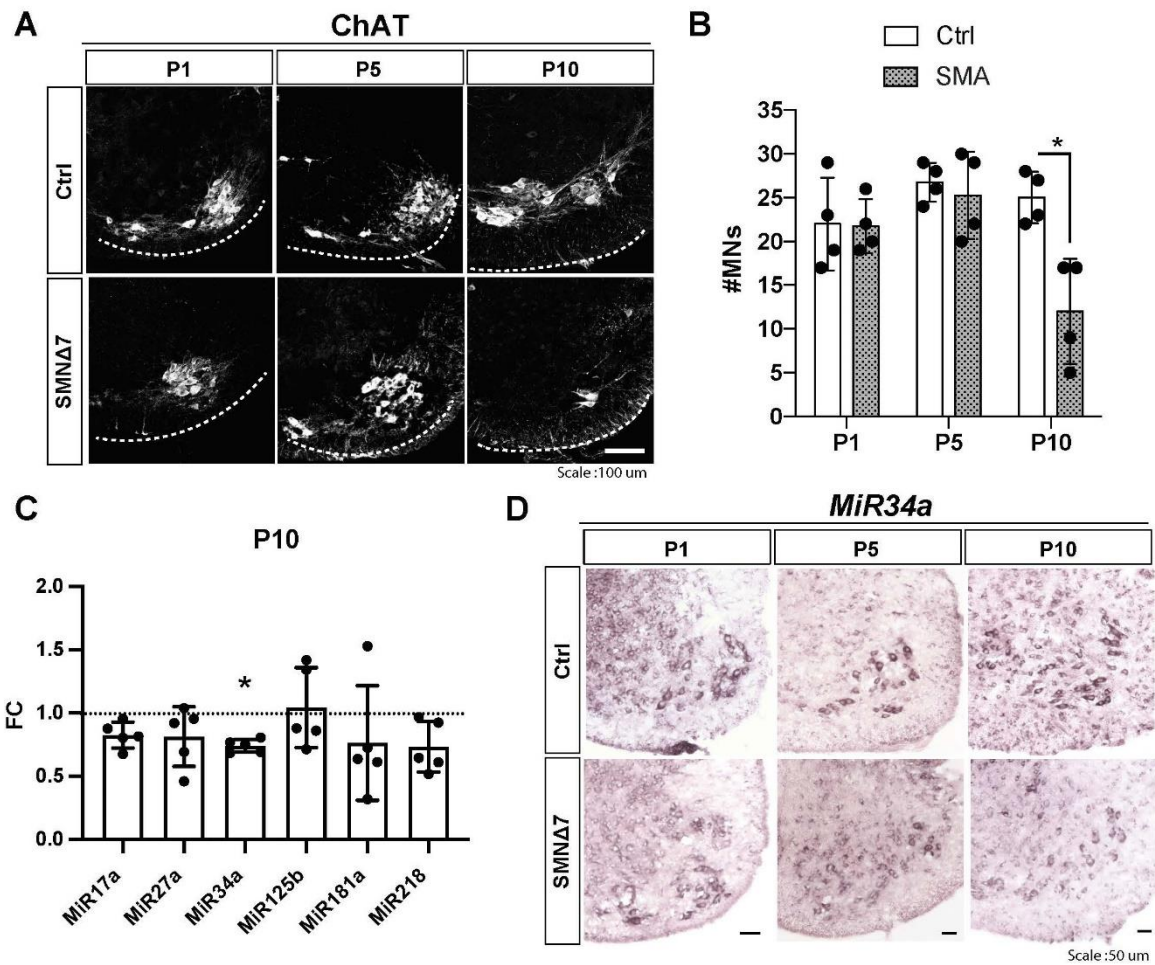 A
ChAT
P1 P5 P10
Ctrl
SMNΔ7
Scale :100 um
B
Ctrl
SMA
#MNs
35
30
25
20
15
10
5
0
*
P1 P5 P10
C
P10
FC
2.0
1.5
1.0
0.5
0.0
*
MiR17a MiR27a MiR34a MiR125b MiR181a MiR218
D
MiR34a
P1 P5 P10
Ctrl
SMNΔ7
Scale :50 um